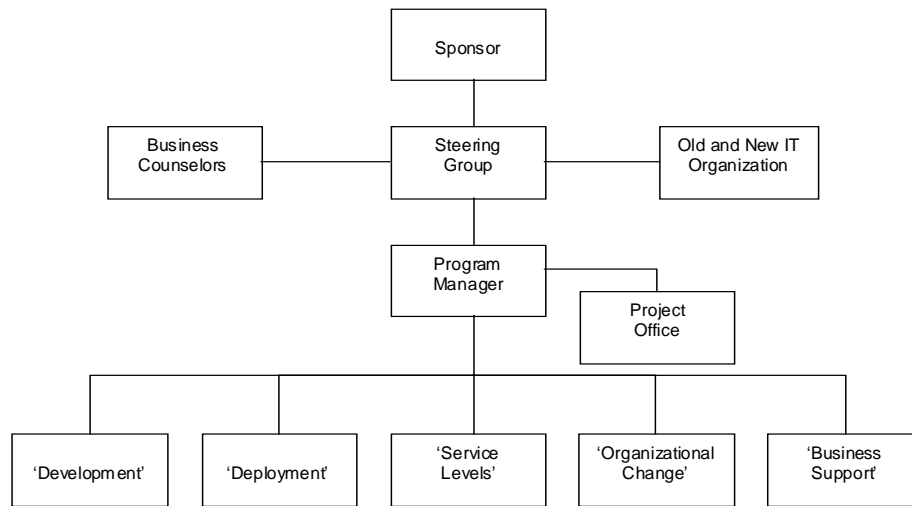 Sponsor
Business
Counselors
Steering
Group
Old and New IT
Organization
Program
Manager
Project
Office
‘Development’
‘Deployment’
‘Service
Levels’
‘Organizational
Change’
‘Business
Support’